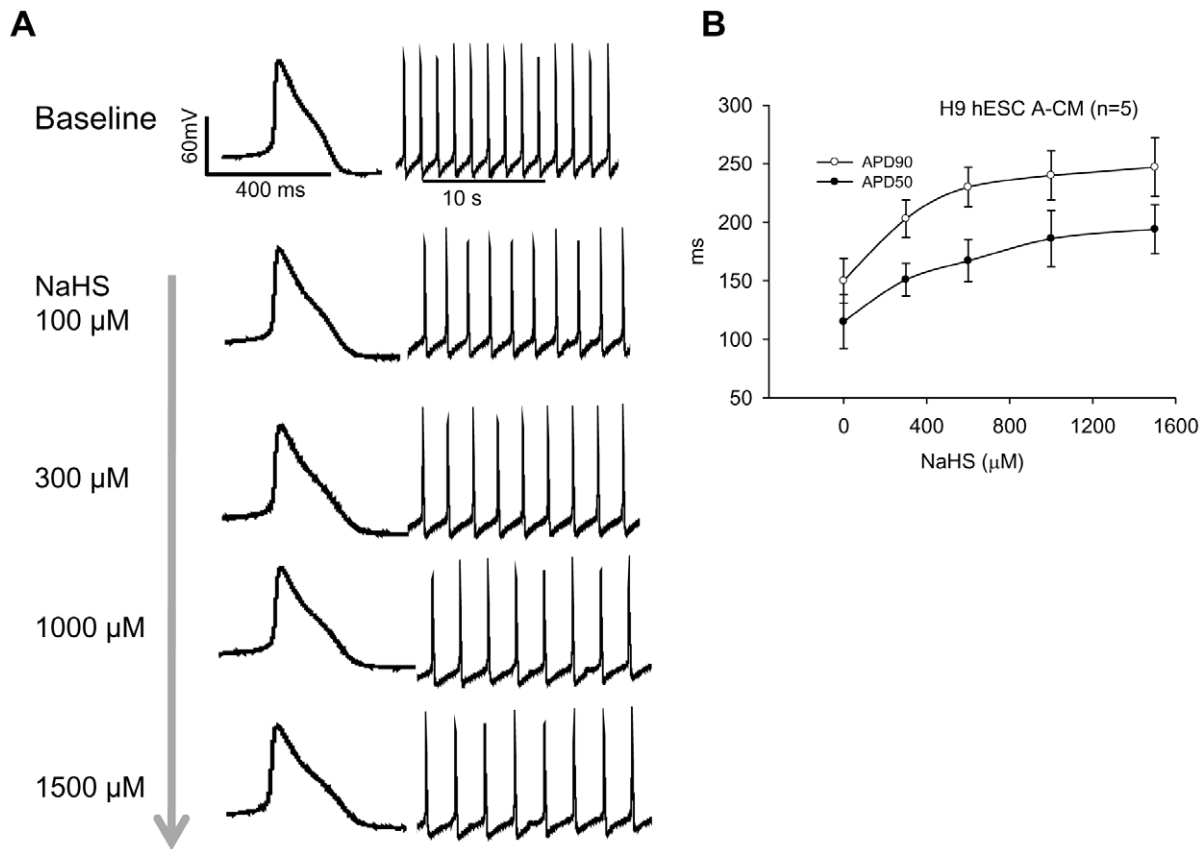 A
Baseline
60mV
400 ms
10 s
NaHS
100 µM
300 µM
1000 µM
1500 µM
B
H9 hESC A-CM (n=5)
APD90
APD50
300
250
200
150
100
50
ms
0
400
800
1200
1600
NaHS (µM)